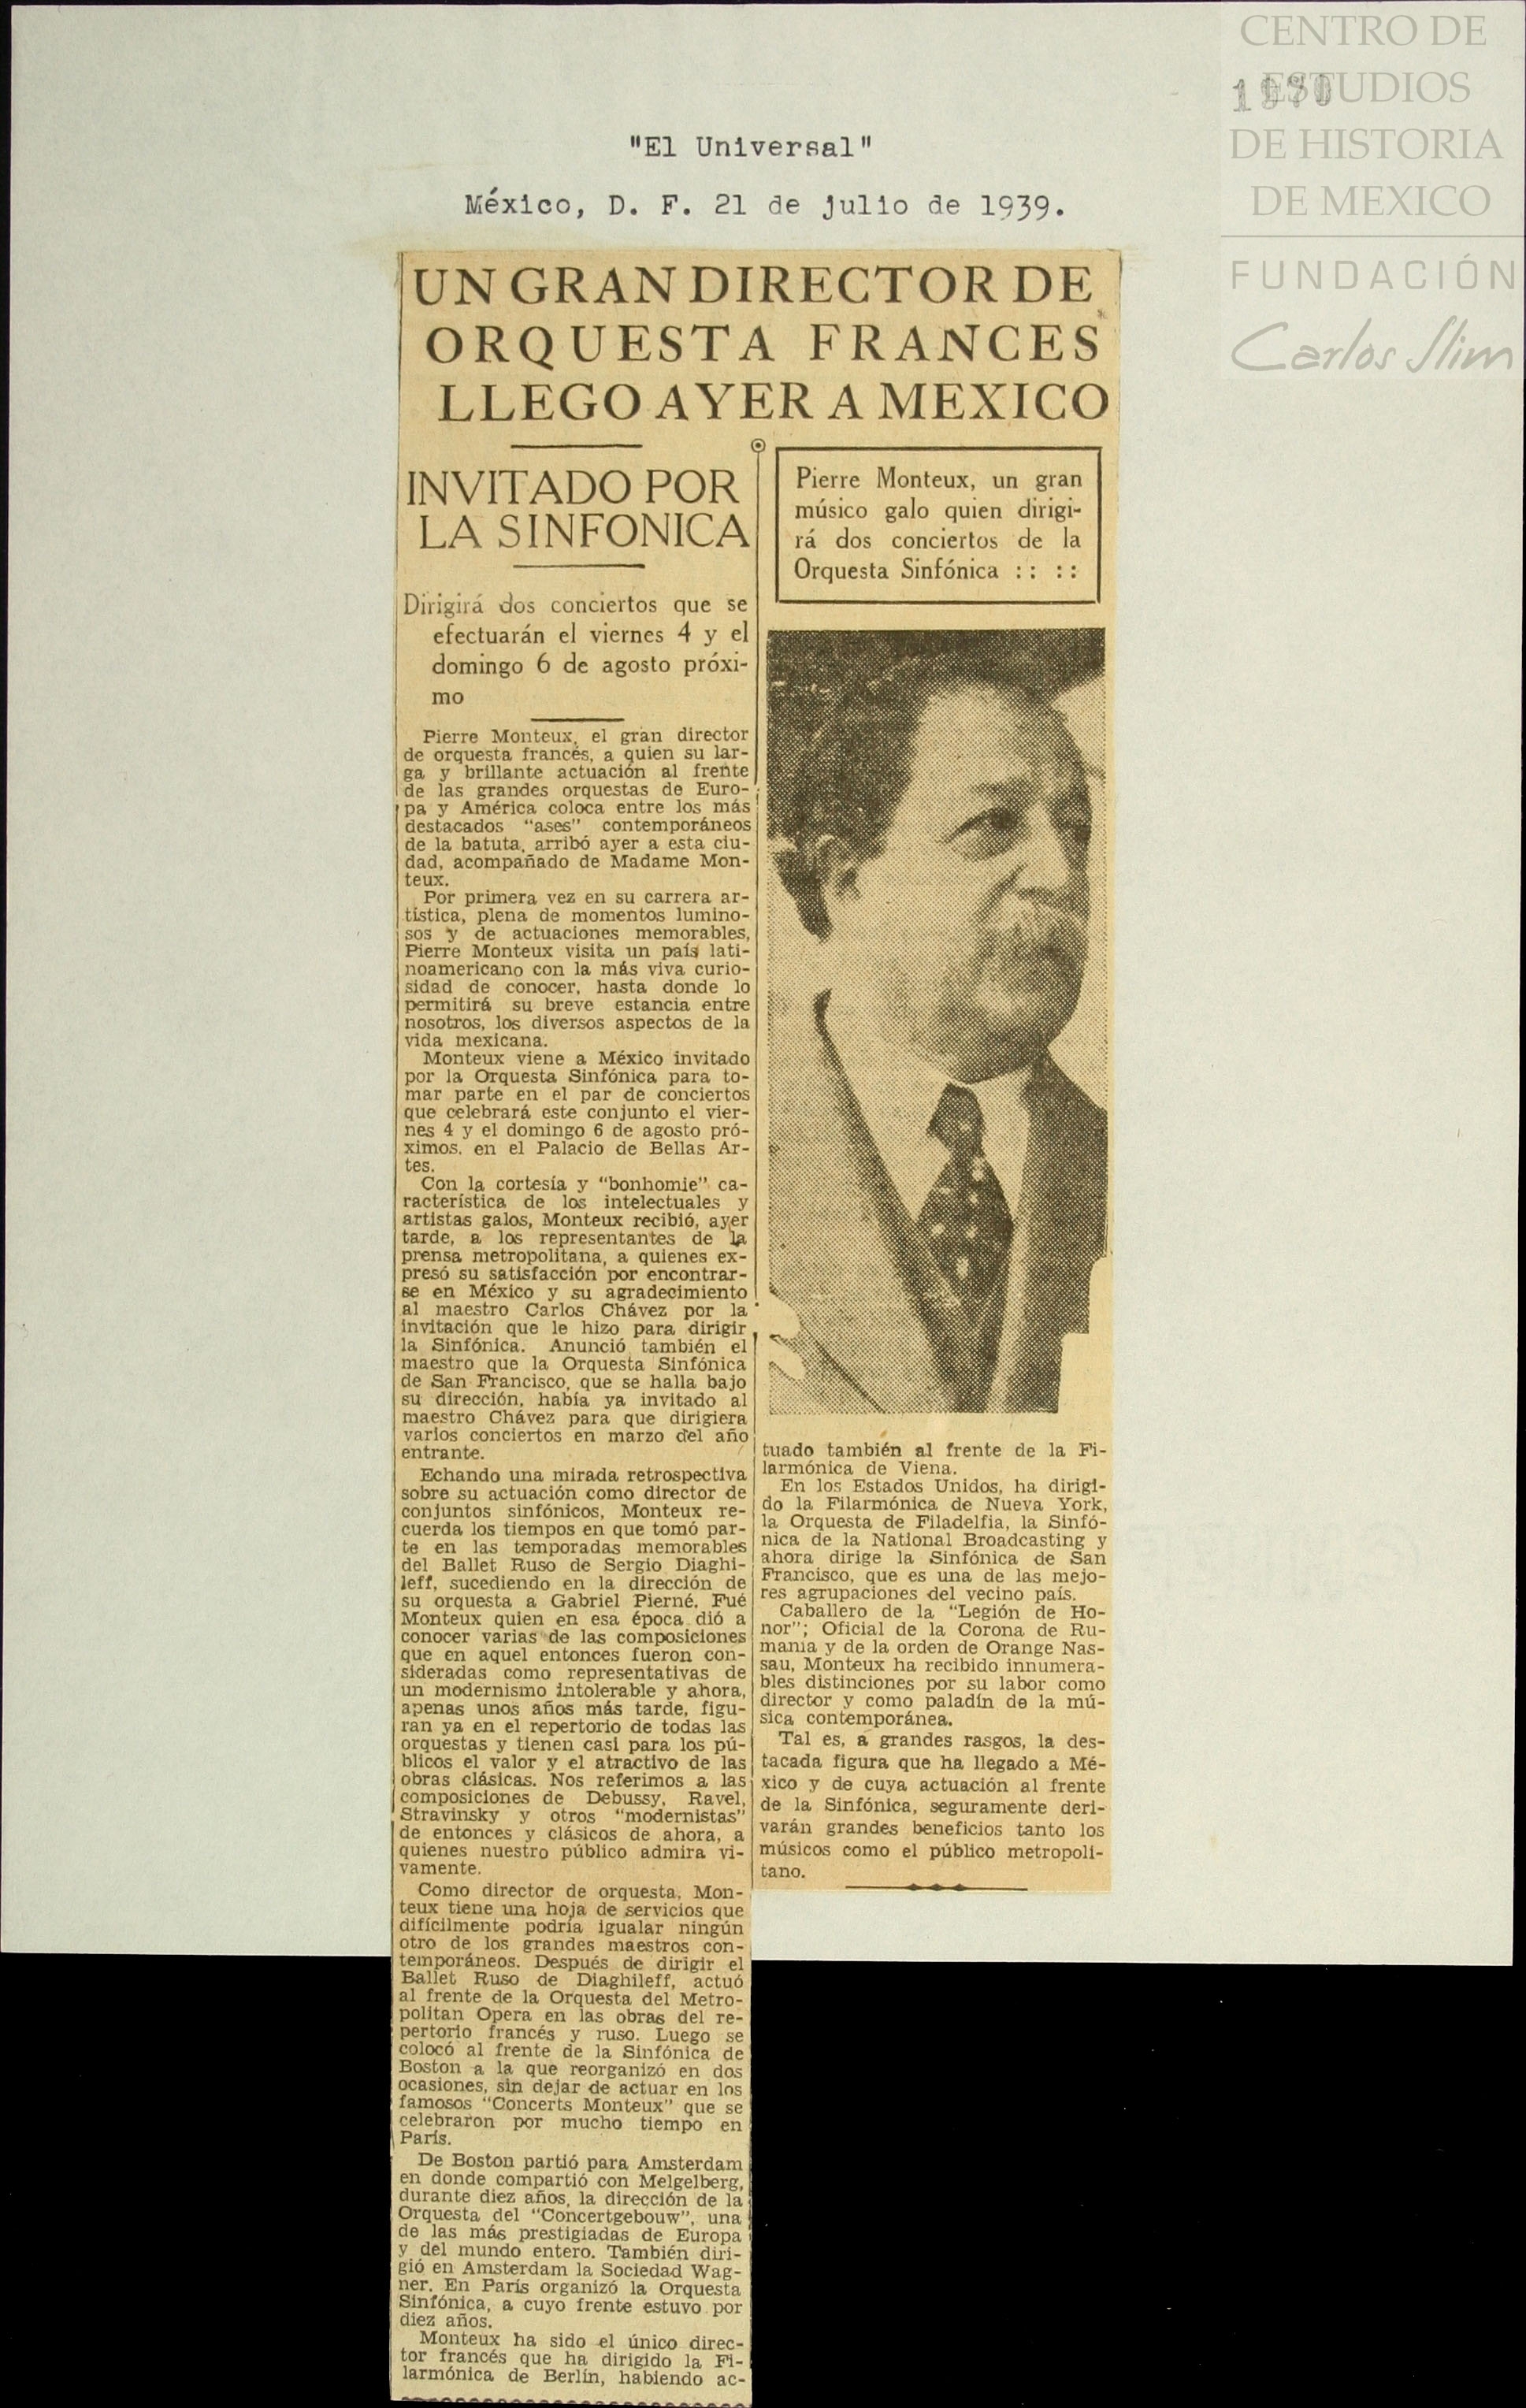 CENTRO DE
ESTUDIOS
DE HISTORIA
DE MEXICO
FUNDACIÓN
Carlos Slim
"El Universal"
México, D. F. 21 de julio de 1939.
UN GRAN DIRECTOR DE
ORQUESTA FRANCES
LLEGO AYER A MEXICO
INVITADO POR
LA SINFONICA
Dirigirá dos conciertos que se
efectuarán el viernes 4 y el
domingo 6 de agosto próxi-
mo
Pierre Monteux, el gran director
de orquesta francés, a quien su lar-
ga y brillante actuación al frente
de las grandes orquestas de Euro-
pa y América coloca entre los más
destacados "ases" contemporáneos
de la batuta, arribó ayer a esta ciu-
dad, acompañado de Madame Mon-
teux.
Por primera vez en su carrera ar-
tística, plena de momentos lumino-
sos y de actuaciones memorables,
Pierre Monteux visita un país lati-
noamericano con la más viva curio-
sidad de conocer, hasta donde lo
permitirá su breve estancia entre
nosotros, los diversos aspectos de la
vida mexicana.
Monteux viene a México invitado
por la Orquesta Sinfónica para to-
mar parte en el par de conciertos
que celebrará este conjunto el vier-
nes 4 y el domingo 6 de agosto pró-
ximos. en el Palacio de Bellas Ar-
tes.
Con la cortesía y "bonhomie" ca-
racterística de los intelectuales y
artistas galos, Monteux recibió, ayer
tarde, a los representantes de la
prensa metropolitana, a quienes ex-
presó su satisfacción por encontrar-
se en México y su agradecimiento
al maestro Carlos Chávez por la
invitación que le hizo para dirigir
la Sinfónica. Anunció también el
maestro que la Orquesta Sinfónica
de San Francisco, que se halla bajo
su dirección, había ya invitado al
maestro Chávez para que dirigiera
varios conciertos en marzo del año
entrante.
Echando una mirada retrospectiva
sobre su actuación como director de
conjuntos sinfónicos, Monteux re-
cuerda los tiempos en que tomó par-
te en las temporadas memorables
del Ballet Ruso de Sergio Diaghi-
leff, sucediendo en la dirección de
su orquesta a Gabriel Pierné. Fué
Monteux quien en esa época dió a
conocer varias de las composiciones
que en aquel entonces fueron con-
sideradas como representativas de
un modernismo intolerable y ahora,
apenas unos años más tarde, figu-
ran ya en el repertorio de todas las
orquestas y tienen casi para los pú-
blicos el valor y el atractivo de las
obras clásicas. Nos referimos a las
composiciones de Debussy, Ravel,
Stravinsky y otros "modernistas"
de entonces y clásicos de ahora, a
quienes nuestro público admira vi-
vamente.
Como director de orquesta, Mon-
teux tiene una hoja de servicios que
difícilmente podría igualar ningún
otro de los grandes maestros con-
temporáneos. Después de dirigir el
Ballet Ruso de Diaghileff, actuó
al frente de la Orquesta del Metro-
politan Opera en las obras del re-
pertorio francés y ruso. Luego se
colocó al frente de la Sinfónica de
Boston a la que reorganizó en dos
ocasiones, sin dejar de actuar en los
famosos "Concerts Monteux" que se
celebraron por mucho tiempo en
París.
De Boston partió para Amsterdam
en donde compartió con Melgelberg,
durante diez años, la dirección de la
Orquesta del "Concertgebouw", una
de las más prestigiadas de Europa
y del mundo entero. También diri-
gió en Amsterdam la Sociedad Wag-
ner. En París organizó la Orquesta
Sinfónica, a cuyo frente estuvo por
diez años.
Monteux ha sido el único direc-
tor francés que ha dirigido la Fi-
larmónica de Berlín, habiendo ac-
Pierre Monteux, un gran
músico galo quien dirigi-
rá dos conciertos de la
Orquesta Sinfónica :: ::
tuado también al frente de la Fi-
larmónica de Viena.
En los Estados Unidos, ha dirigi-
do la Filarmónica de Nueva York,
la Orquesta de Filadelfia, la Sinfó-
nica de la National Broadcasting y
ahora dirige la Sinfónica de San
Francisco, que es una de las mejo-
res agrupaciones del vecino país.
Caballero de la "Legión de Ho-
nor"; Oficial de la Corona de Ru-
mania y de la orden de Orange Nas-
sau, Monteux ha recibido innumera-
bles distinciones por su labor como
director y como paladín de la mú-
sica contemporánea.
Tal es, a grandes rasgos, la des-
tacada figura que ha llegado a Mé-
xico y de cuya actuación al frente
de la Sinfónica, seguramente deri-
varán grandes beneficios tanto los
músicos como el público metropoli-
tano.